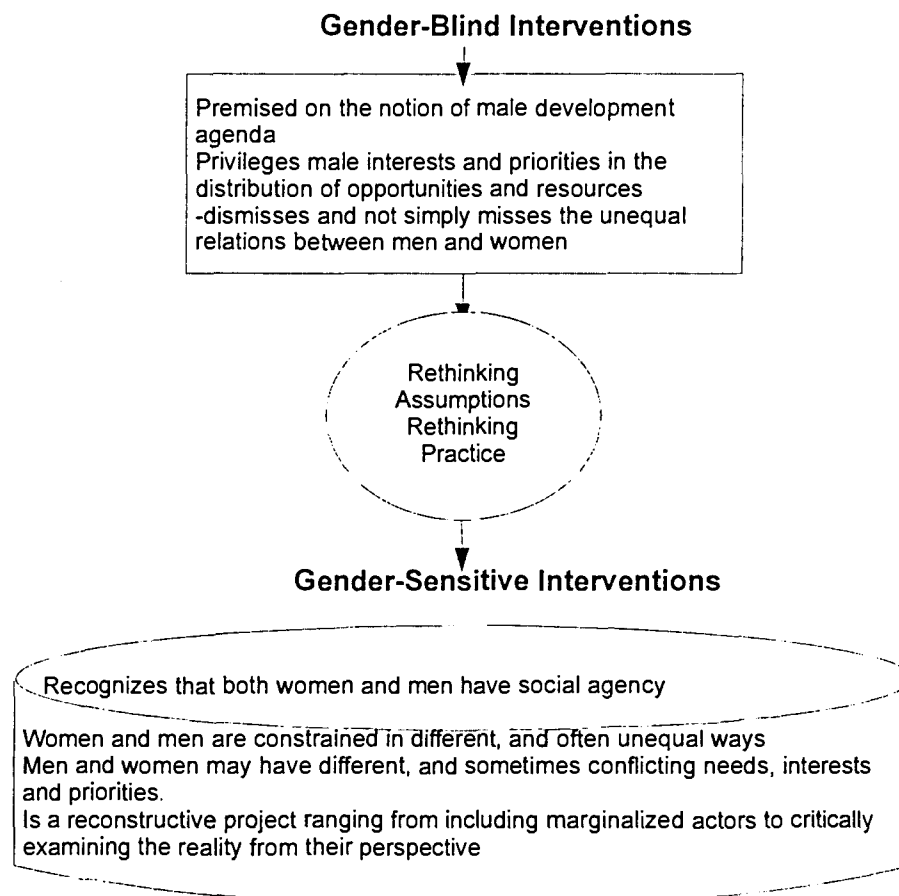 Gender-Blind Interventions
Premised on the notion of male development
agenda
Privileges male interests and priorities in the
distribution of opportunities and resources
-dismisses and not simply misses the unequal
relations between men and women
Rethinking
Assumptions
Rethinking
Practice
Gender-Sensitive Interventions
Recognizes that both women and men have social agency
Women and men are constrained in different, and often unequal ways
Men and women may have different, and sometimes conflicting needs, interests
and priorities.
Is a reconstructive project ranging from including marginalized actors to critically
examining the reality from their perspective